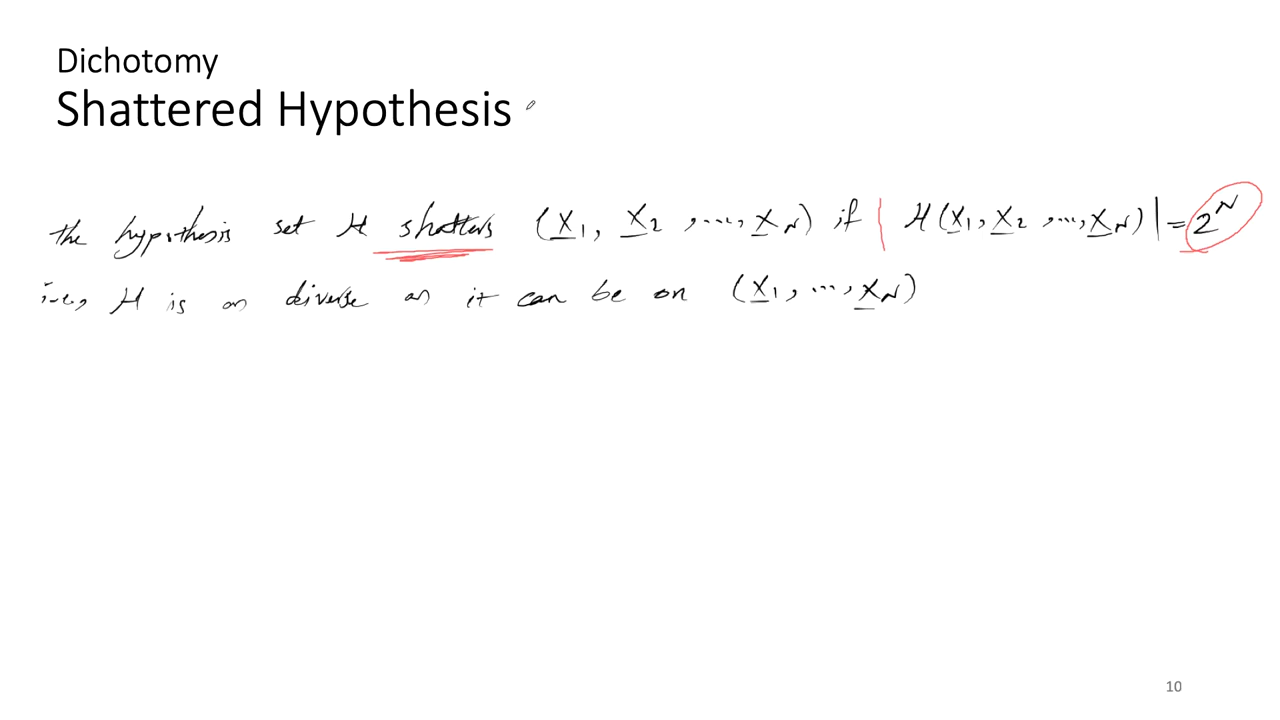 Dichotomy
Shattered Hypothesis
the hypothesis set H shatters (x1, x2, ..., xN) if | H(x1, x2, ..., xN)| = 2^N
i.e., H is as diverse as it can be on (x1, ..., xN)
10